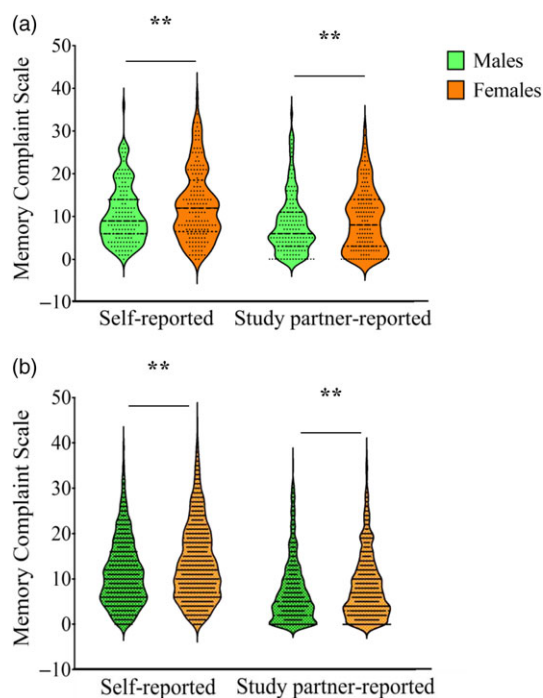 (a)
** **
50
40
30
20
10
0
–10
Memory Complaint Scale
Males
Females
Self-reported Study partner-reported
(b)
** **
50
40
30
20
10
0
–10
Memory Complaint Scale
Self-reported Study partner-reported